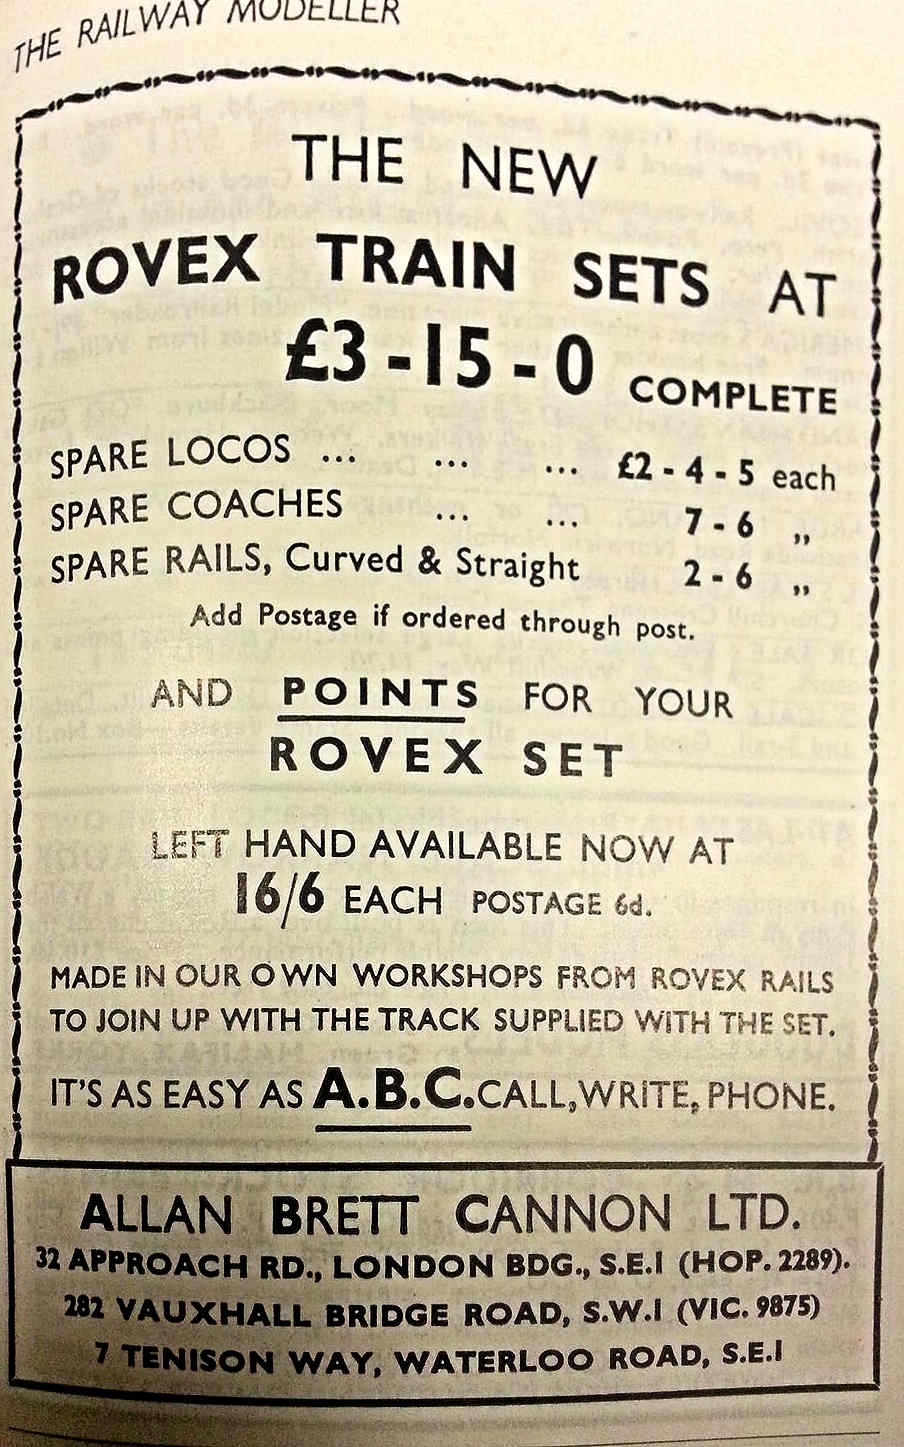 THE RAILWAY MODELLER
THE NEW
ROVEX TRAIN SETS AT
£3-15-0 COMPLETE
SPARE LOCOS ... ... ... £2-4-5 each
SPARE COACHES ... ... 7-6 „
SPARE RAILS, Curved & Straight 2-6 „
Add Postage if ordered through post.
AND POINTS FOR YOUR
ROVEX SET
LEFT HAND AVAILABLE NOW AT
16/6 EACH POSTAGE 6d.
MADE IN OUR OWN WORKSHOPS FROM ROVEX RAILS
TO JOIN UP WITH THE TRACK SUPPLIED WITH THE SET.
IT'S AS EASY AS A.B.C. CALL, WRITE, PHONE.
ALLAN BRETT CANNON LTD.
32 APPROACH RD., LONDON BDG., S.E.1 (HOP. 2289).
282 VAUXHALL BRIDGE ROAD, S.W.1 (VIC. 9875)
7 TENISON WAY, WATERLOO ROAD, S.E.1